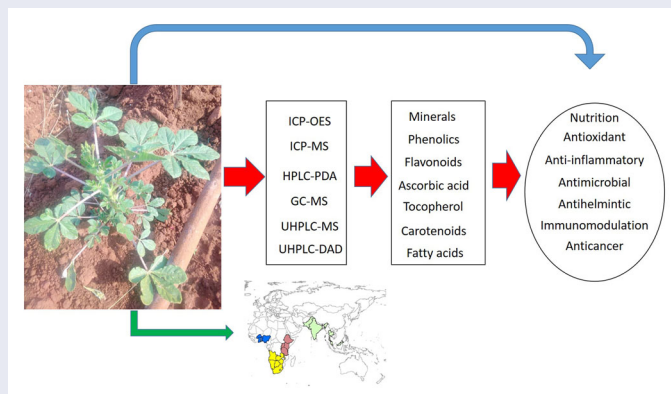 ICP-OES
ICP-MS
HPLC-PDA
GC-MS
UHPLC-MS
UHPLC-DAD
Minerals
Phenolics
Flavonoids
Ascorbic acid
Tocopherol
Carotenoids
Fatty acids
Nutrition
Antioxidant
Anti-inflammatory
Antimicrobial
Antihelmintic
Immunomodulation
Anticancer